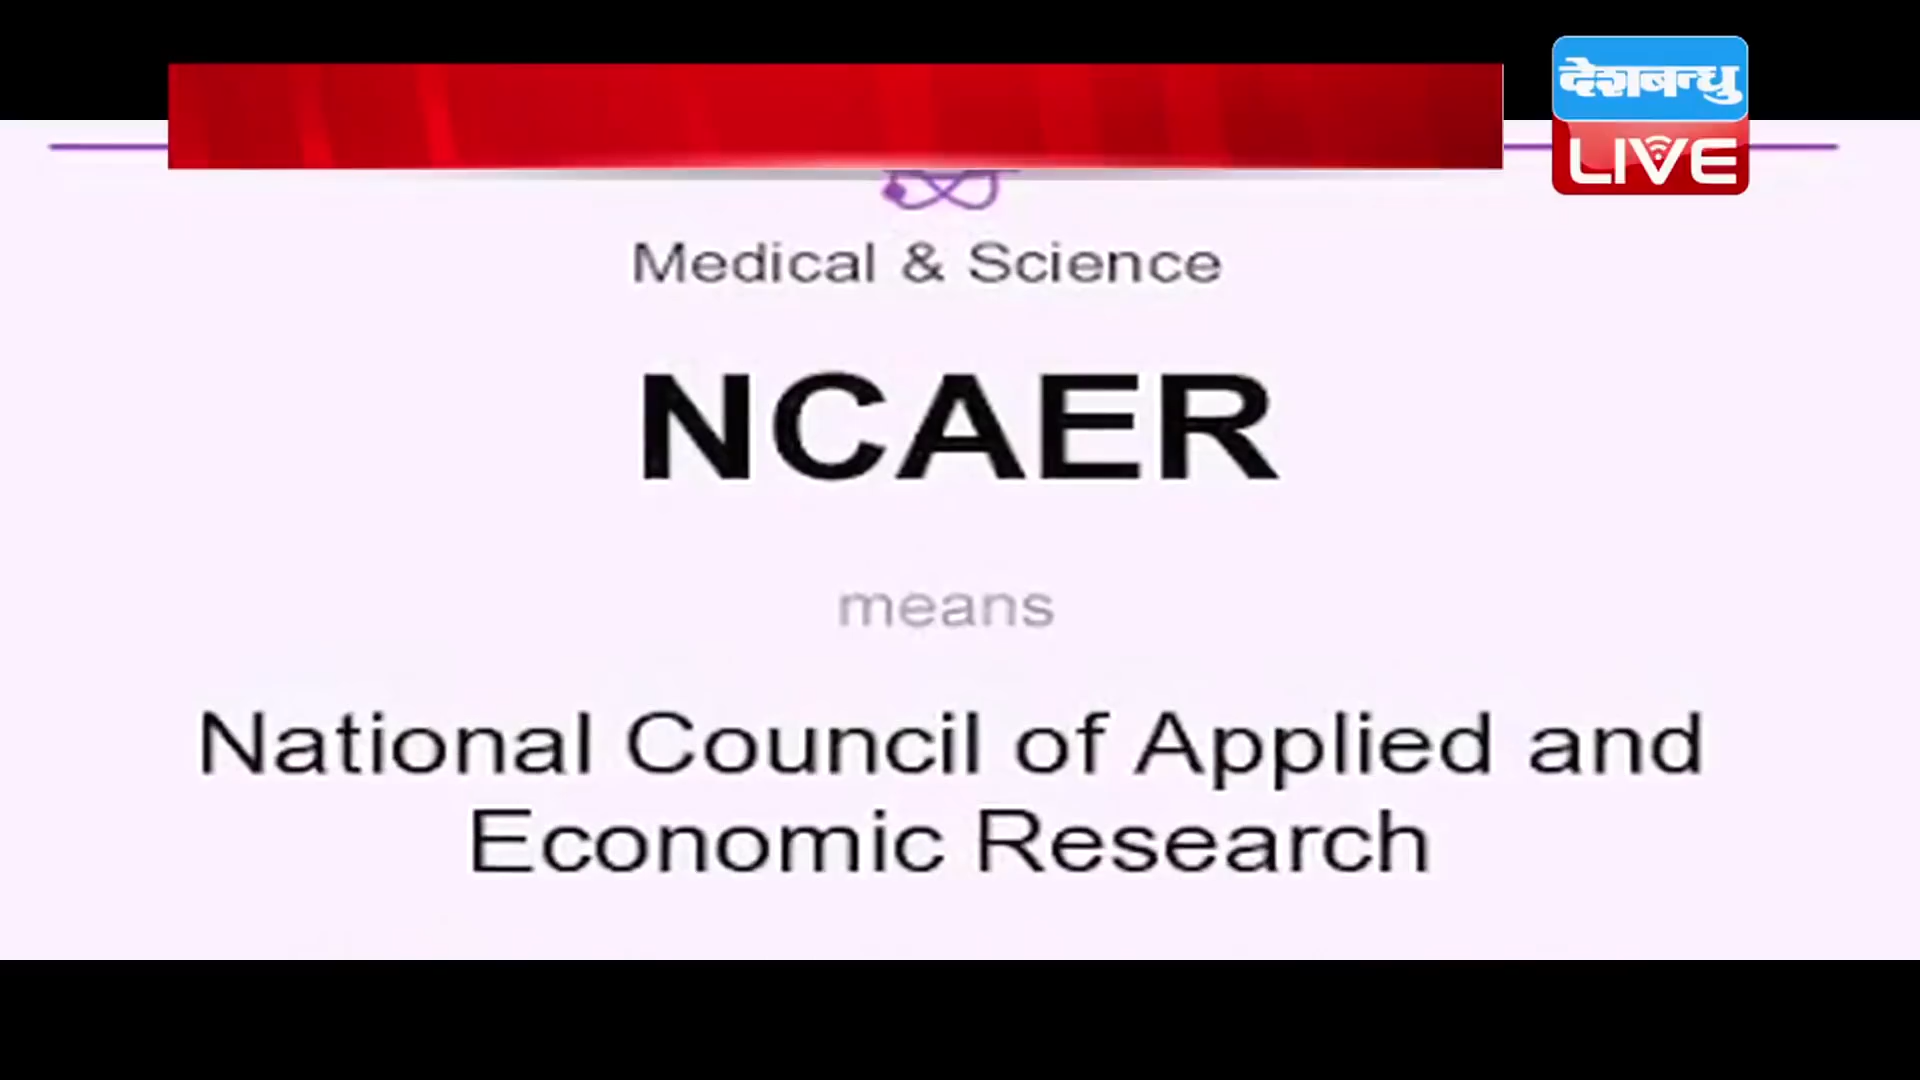 देशबन्धु
LIVE
Medical & Science
NCAER
means
National Council of Applied and
Economic Research